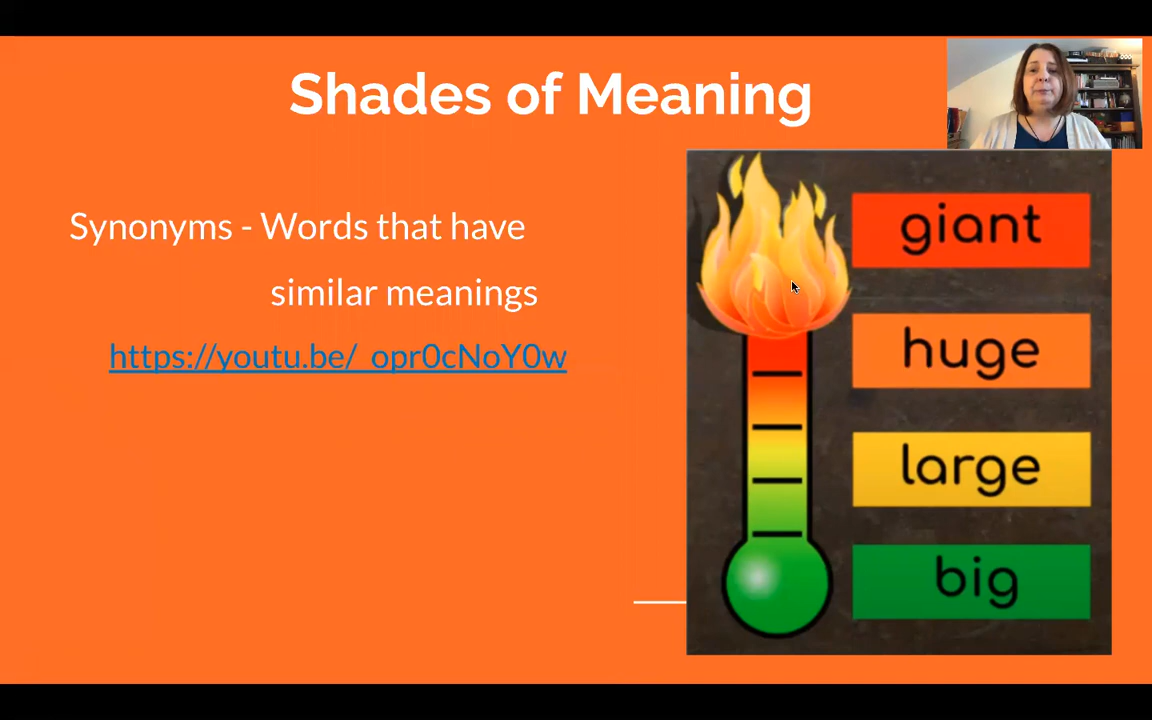 Shades of Meaning
Synonyms - Words that have
similar meanings
https://youtu.be/_opr0cNoY0w
giant
huge
large
big